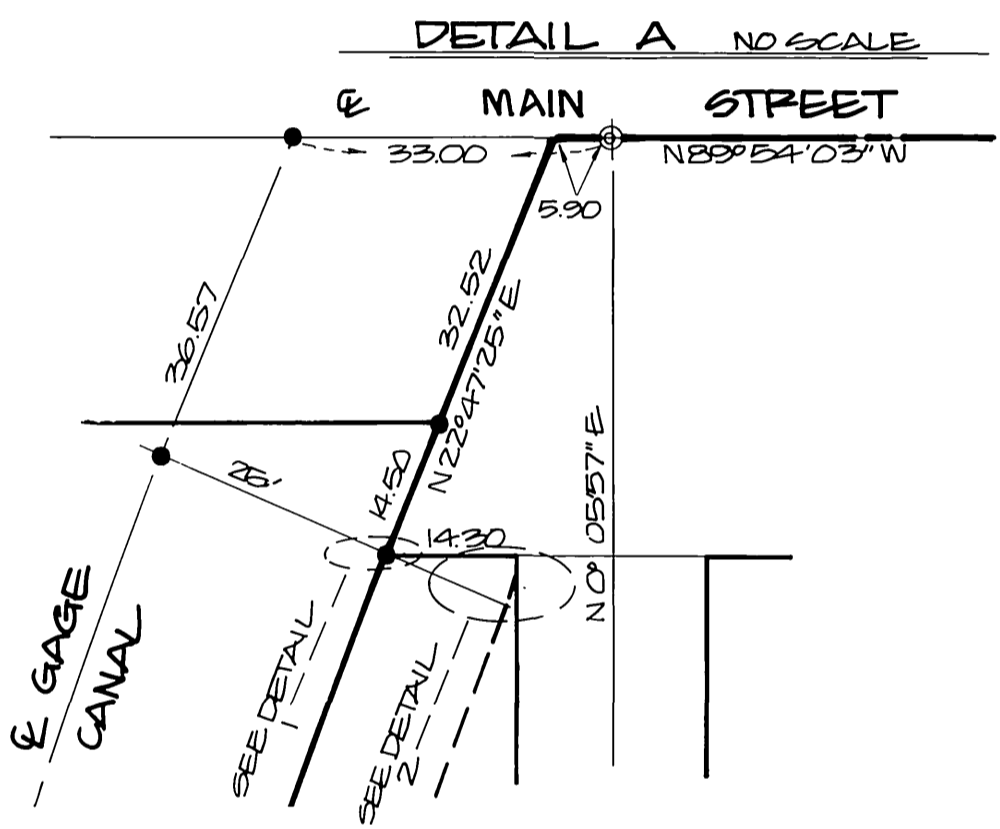 DETAIL A NO SCALE
℄ MAIN STREET
33.00
N89°54'03"W
5.90
32.52
N22°47'25"E
36.57
14.50
26'
14.30
N0°05'57"E
℄ GAGE
CANAL
SEE DETAIL
1
SEE DETAIL
2